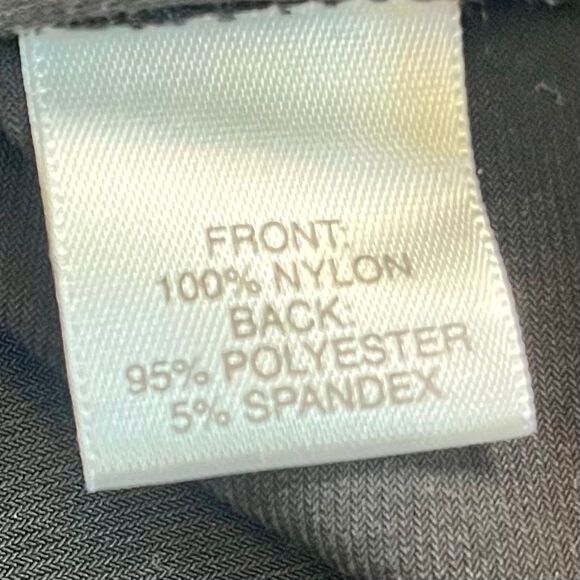 FRONT:
100% NYLON
BACK:
95% POLYESTER
5% SPANDEX